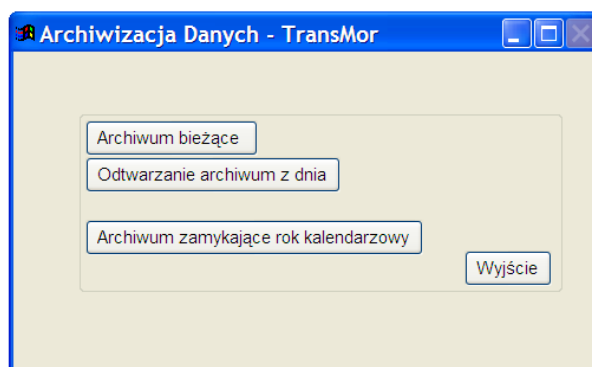 Archiwizacja Danych - TransMor
Archiwum bieżące
Odtwarzanie archiwum z dnia
Archiwum zamykające rok kalendarzowy
Wyjście